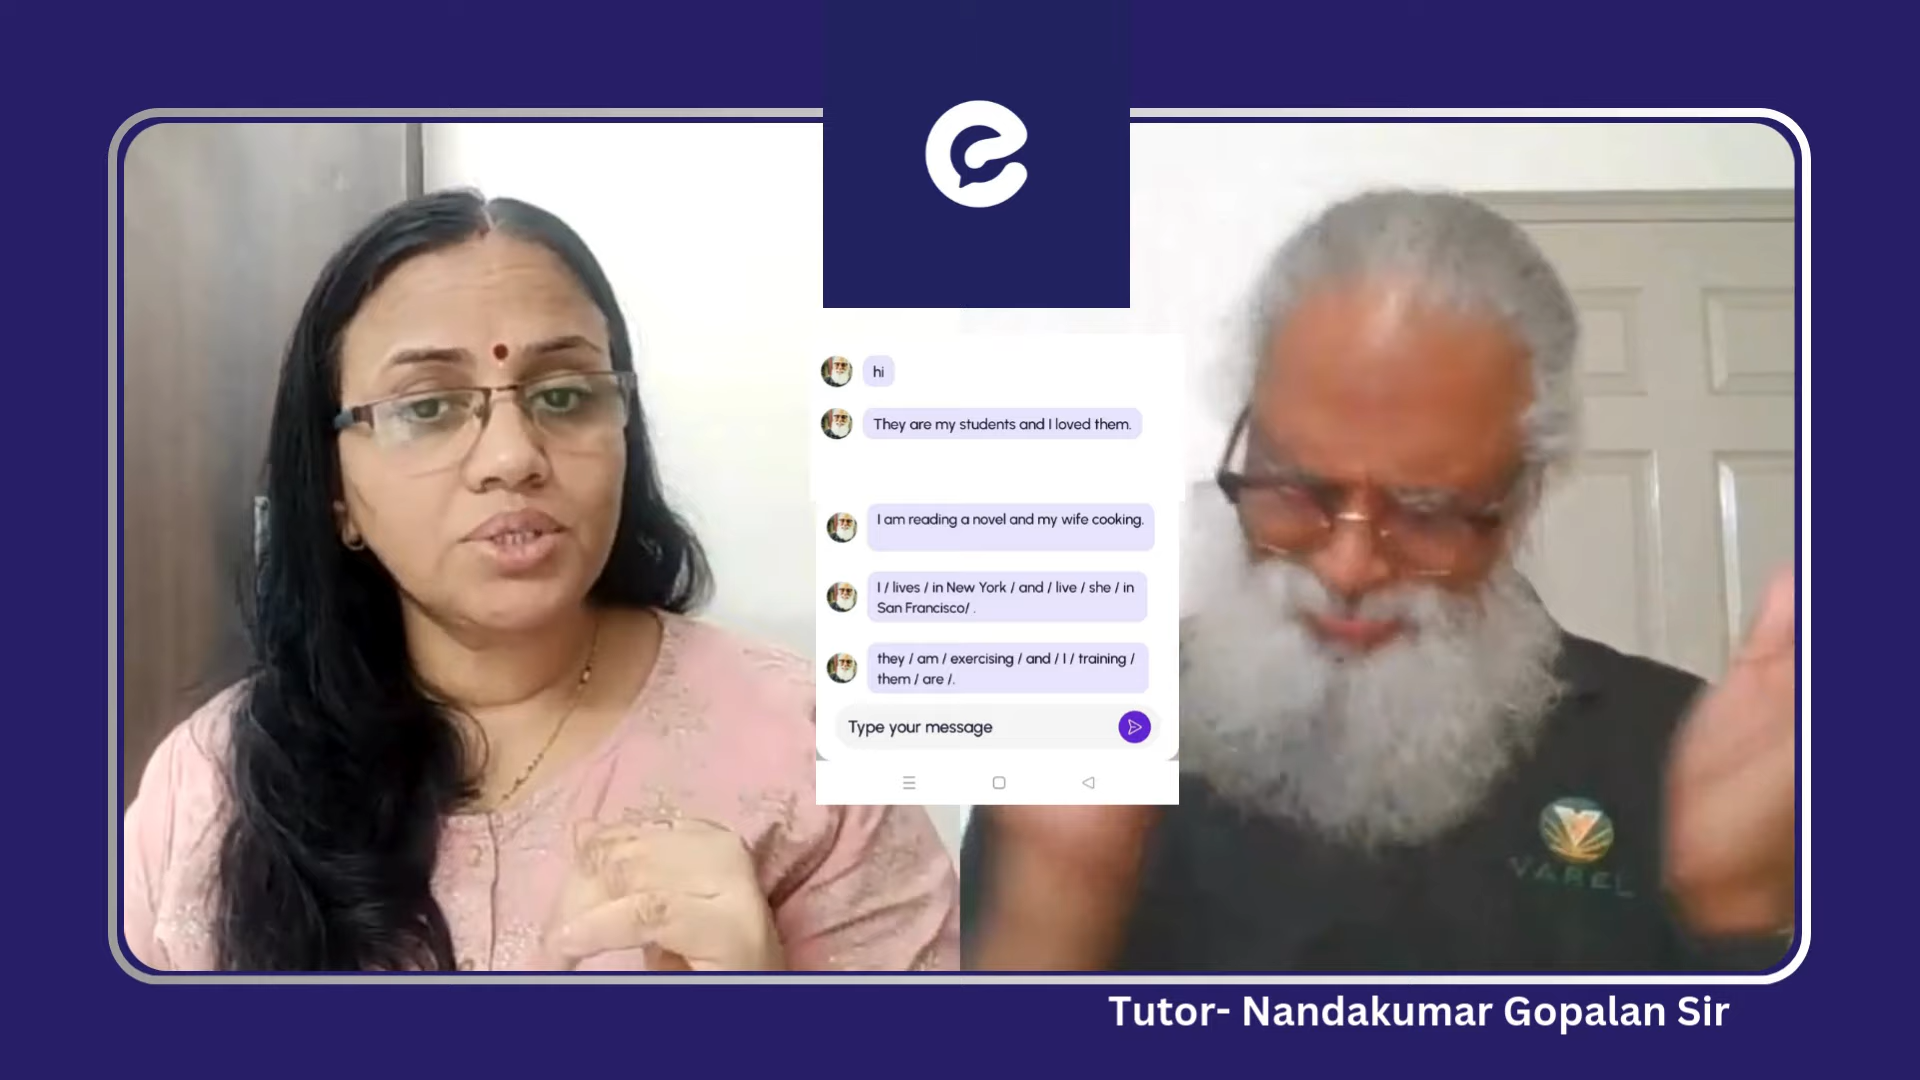 hi
They are my students and I loved them.
I am reading a novel and my wife cooking.
I / lives / in New York / and / live / she / in
San Francisco/ .
they / am / exercising / and / I / training /
them / are /.
Type your message
VAREL
Tutor- Nandakumar Gopalan Sir